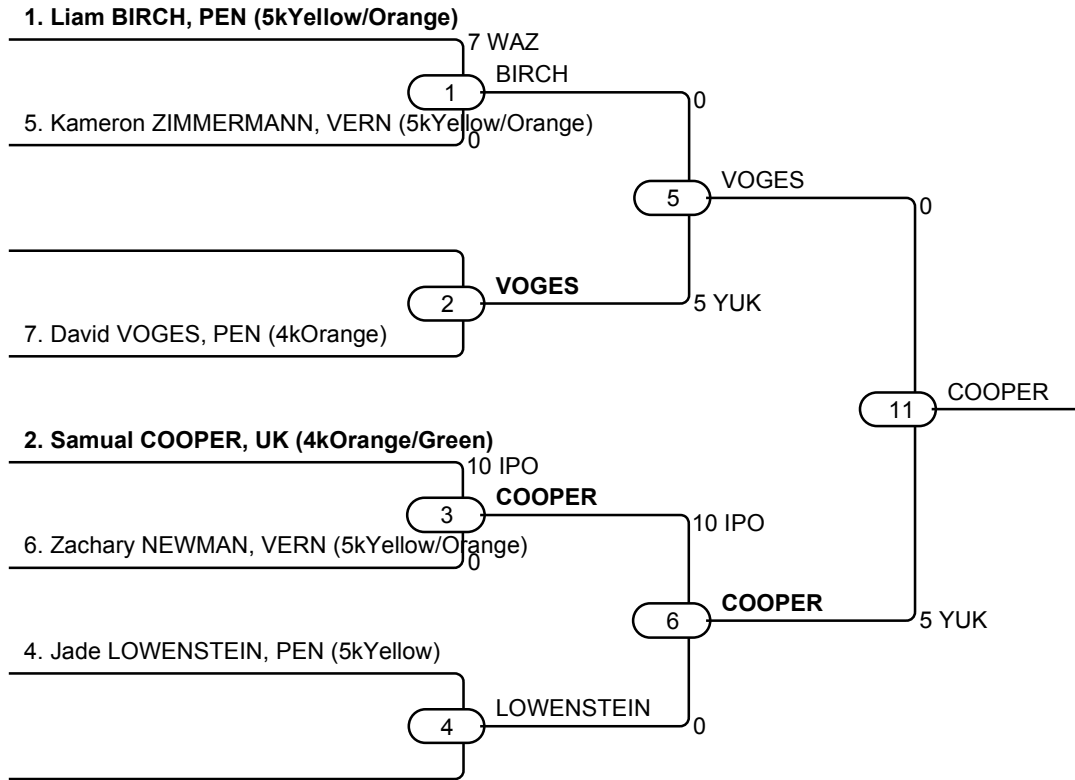 1. Liam BIRCH, PEN (5kYellow/Orange)
7 WAZ
BIRCH
1
0
5. Kameron ZIMMERMANN, VERN (5kYellow/Orange)
0
VOGES
5
0
VOGES
2
5 YUK
7. David VOGES, PEN (4kOrange)
COOPER
11
2. Samual COOPER, UK (4kOrange/Green)
10 IPO
COOPER
3
10 IPO
6. Zachary NEWMAN, VERN (5kYellow/Orange)
0
COOPER
6
5 YUK
4. Jade LOWENSTEIN, PEN (5kYellow)
LOWENSTEIN
4
0